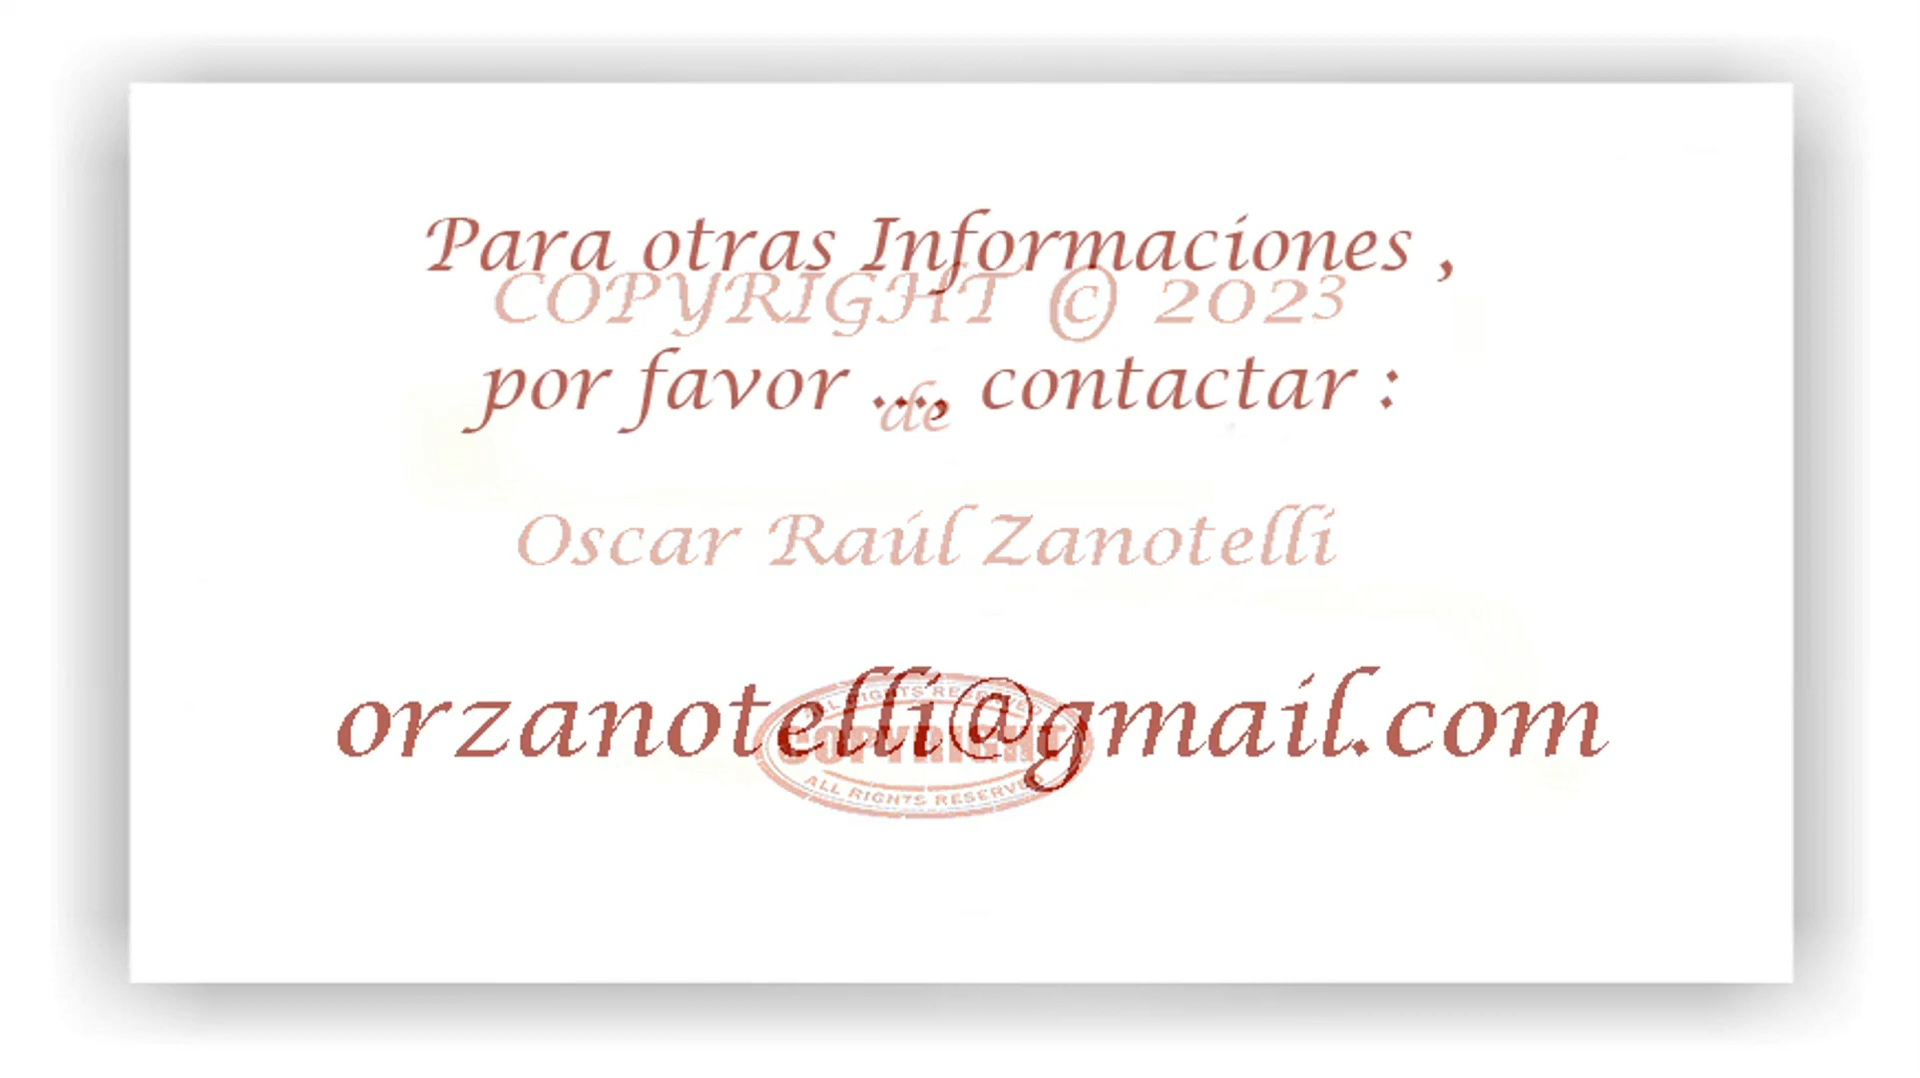 Para otras Informaciones ,
COPYRIGHT © 2023
por favor ..., contactar :
de
Oscar Raúl Zanotelli
orzanotelli@gmail.com
ALL RIGHTS RESERVED
COPYRIGHT
ALL RIGHTS RESERVED